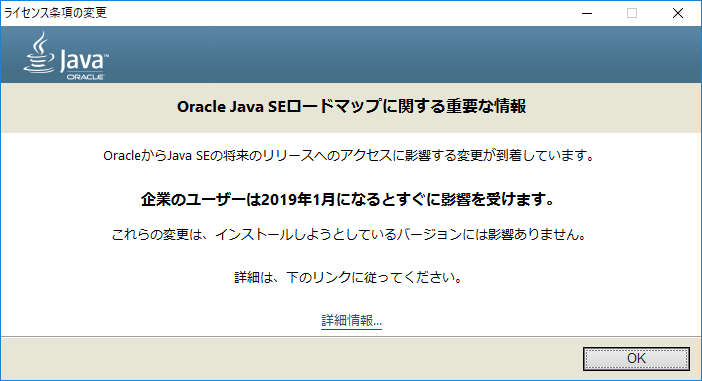 ライセンス条項の変更
Java™
ORACLE
Oracle Java SEロードマップに関する重要な情報
OracleからJava SEの将来のリリースへのアクセスに影響する変更が到着しています。
企業のユーザーは2019年1月になるとすぐに影響を受けます。
これらの変更は、インストールしようとしているバージョンには影響ありません。
詳細は、下のリンクに従ってください。
詳細情報...
OK